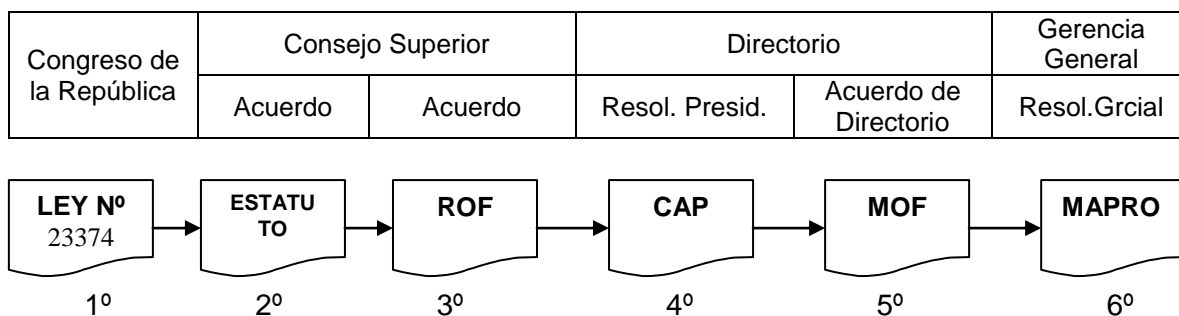 Congreso de
la República
Consejo Superior
Directorio
Gerencia
General
Acuerdo
Acuerdo
Resol. Presid.
Acuerdo de
Directorio
Resol.Grcial
LEY Nº
23374
ESTATU
TO
ROF
CAP
MOF
MAPRO
1º
2º
3º
4º
5º
6º